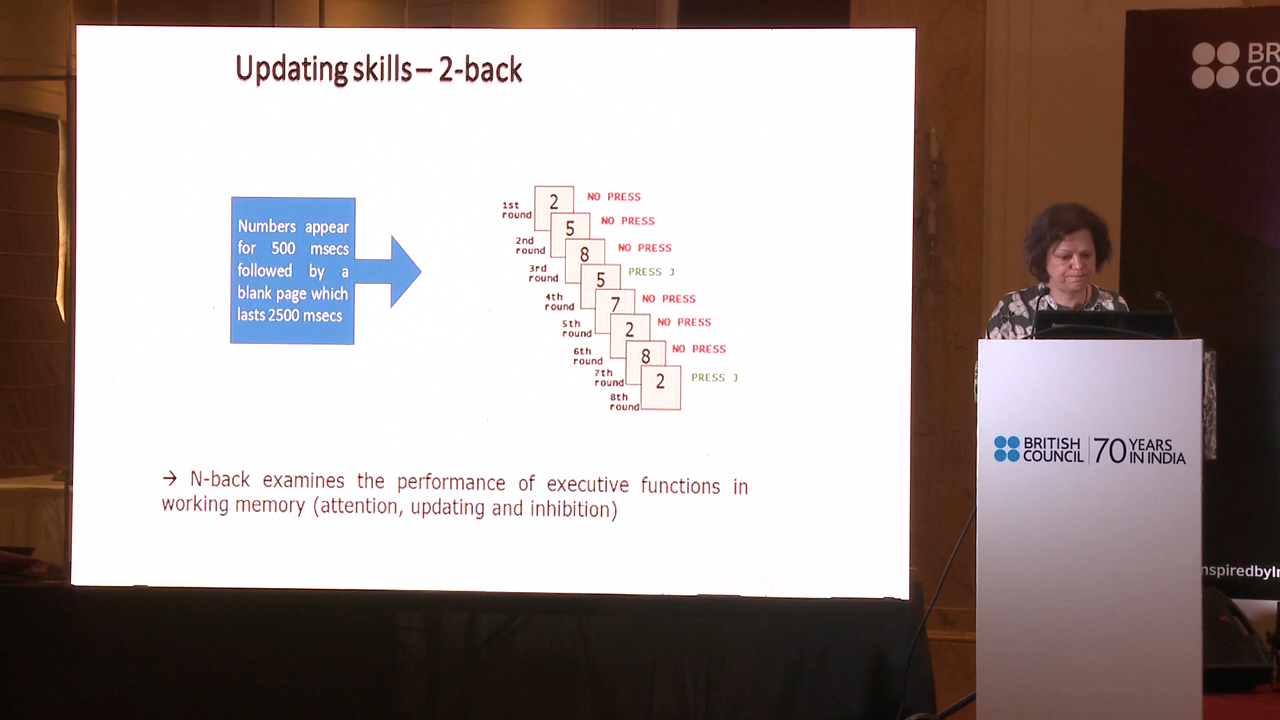 Updating skills – 2-back
Numbers appear
for 500 msecs
followed by a
blank page which
lasts 2500 msecs
1st
round
2
NO PRESS
2nd
round
5
NO PRESS
3rd
round
8
NO PRESS
4th
round
5
PRESS J
5th
round
7
NO PRESS
6th
round
2
NO PRESS
7th
round
8
NO PRESS
8th
round
2
PRESS J
→ N-back examines the performance of executive functions in
working memory (attention, updating and inhibition)
BR
CO
BRITISH
COUNCIL
70 YEARS
IN INDIA
nspiredbyIn